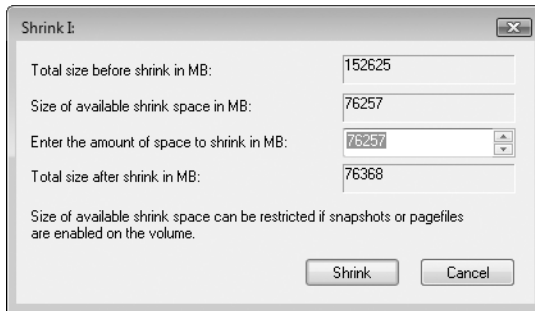 Shrink I:
Total size before shrink in MB: 152625
Size of available shrink space in MB: 76257
Enter the amount of space to shrink in MB: 76257
Total size after shrink in MB: 76368
Size of available shrink space can be restricted if snapshots or pagefiles
are enabled on the volume.
Shrink Cancel